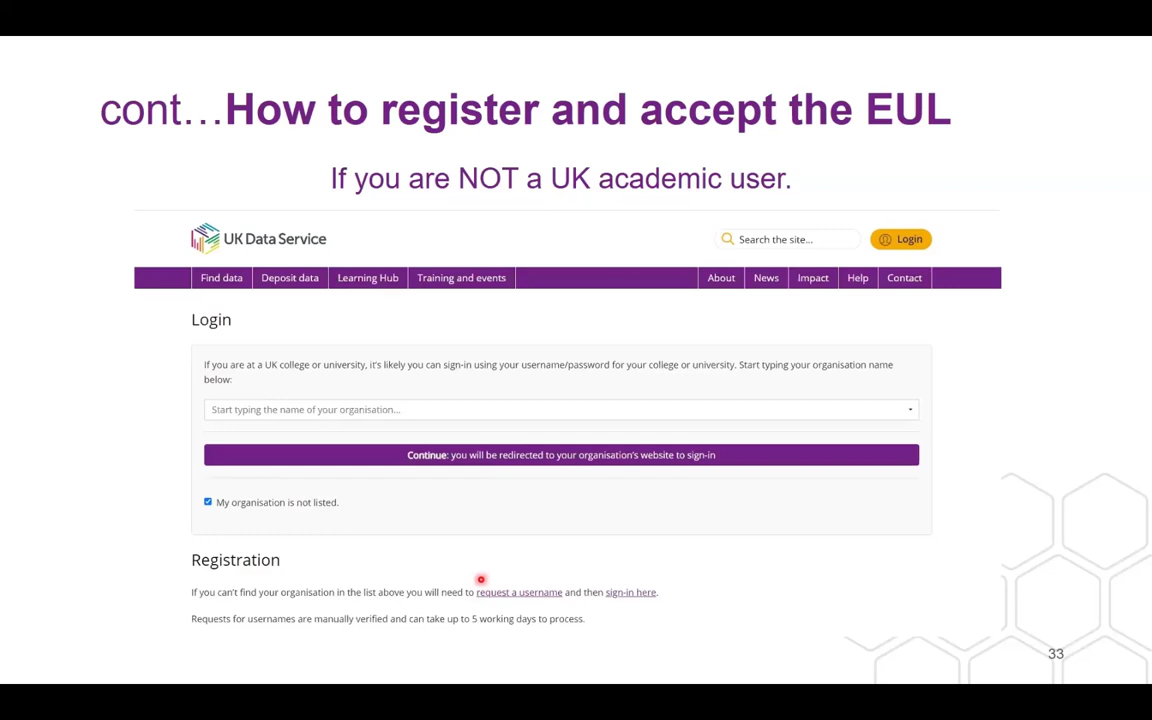 cont…How to register and accept the EUL
If you are NOT a UK academic user.
UK Data Service
Search the site...
Login
Find data
Deposit data
Learning Hub
Training and events
About
News
Impact
Help
Contact
Login
If you are at a UK college or university, it's likely you can sign-in using your username/password for your college or university. Start typing your organisation name
below:
Start typing the name of your organisation...
Continue: you will be redirected to your organisation's website to sign-in
My organisation is not listed.
Registration
If you can't find your organisation in the list above you will need to request a username and then sign-in here.
Requests for usernames are manually verified and can take up to 5 working days to process.
33